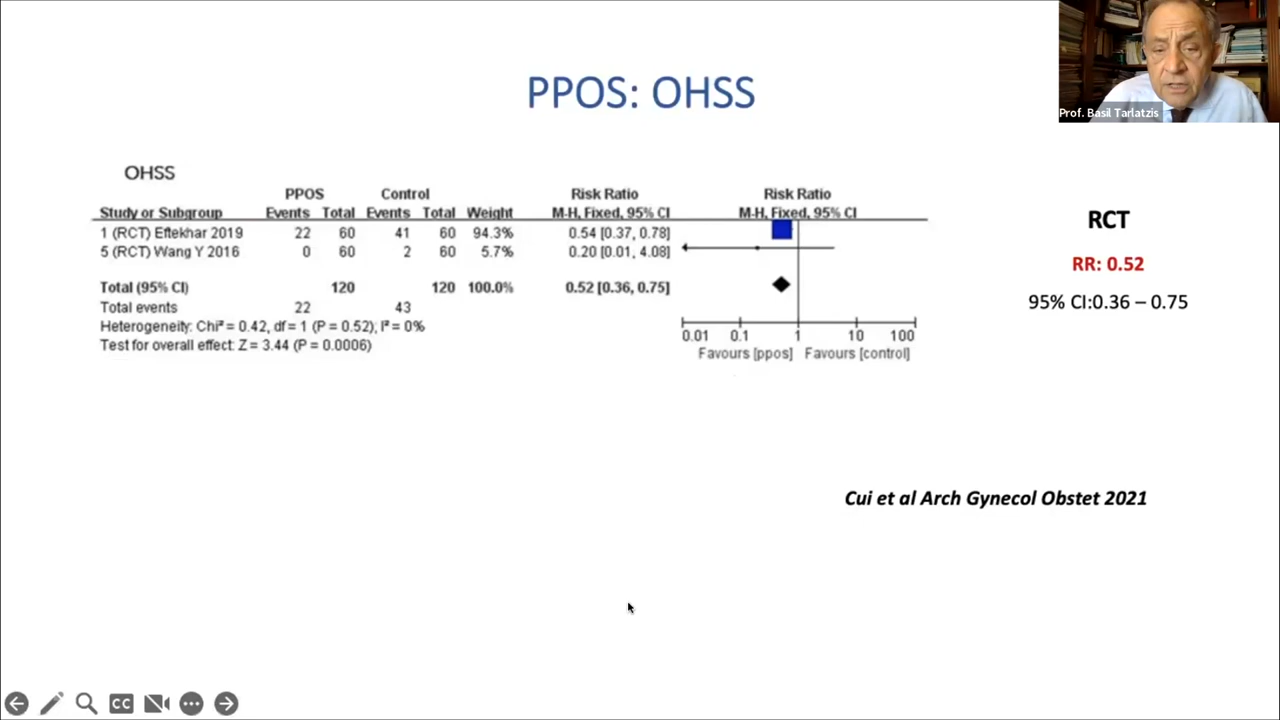 Prof. Basil Tarlatzis
PPOS: OHSS
OHSS
PPOS Control Risk Ratio Risk Ratio
Study or Subgroup Events Total Events Total Weight M-H, Fixed, 95% CI M-H, Fixed, 95% CI
1 (RCT) Eftekhar 2019 22 60 41 60 94.3% 0.54 [0.37, 0.78]
5 (RCT) Wang Y 2016 0 60 2 60 5.7% 0.20 [0.01, 4.08]
Total (95% CI) 120 120 100.0% 0.52 [0.36, 0.75]
Total events 22 43
Heterogeneity: Chi² = 0.42, df = 1 (P = 0.52); I² = 0%
Test for overall effect: Z = 3.44 (P = 0.0006)
0.01 0.1 1 10 100
Favours [ppos] Favours [control]
RCT
RR: 0.52
95% CI:0.36 – 0.75
Cui et al Arch Gynecol Obstet 2021
CC